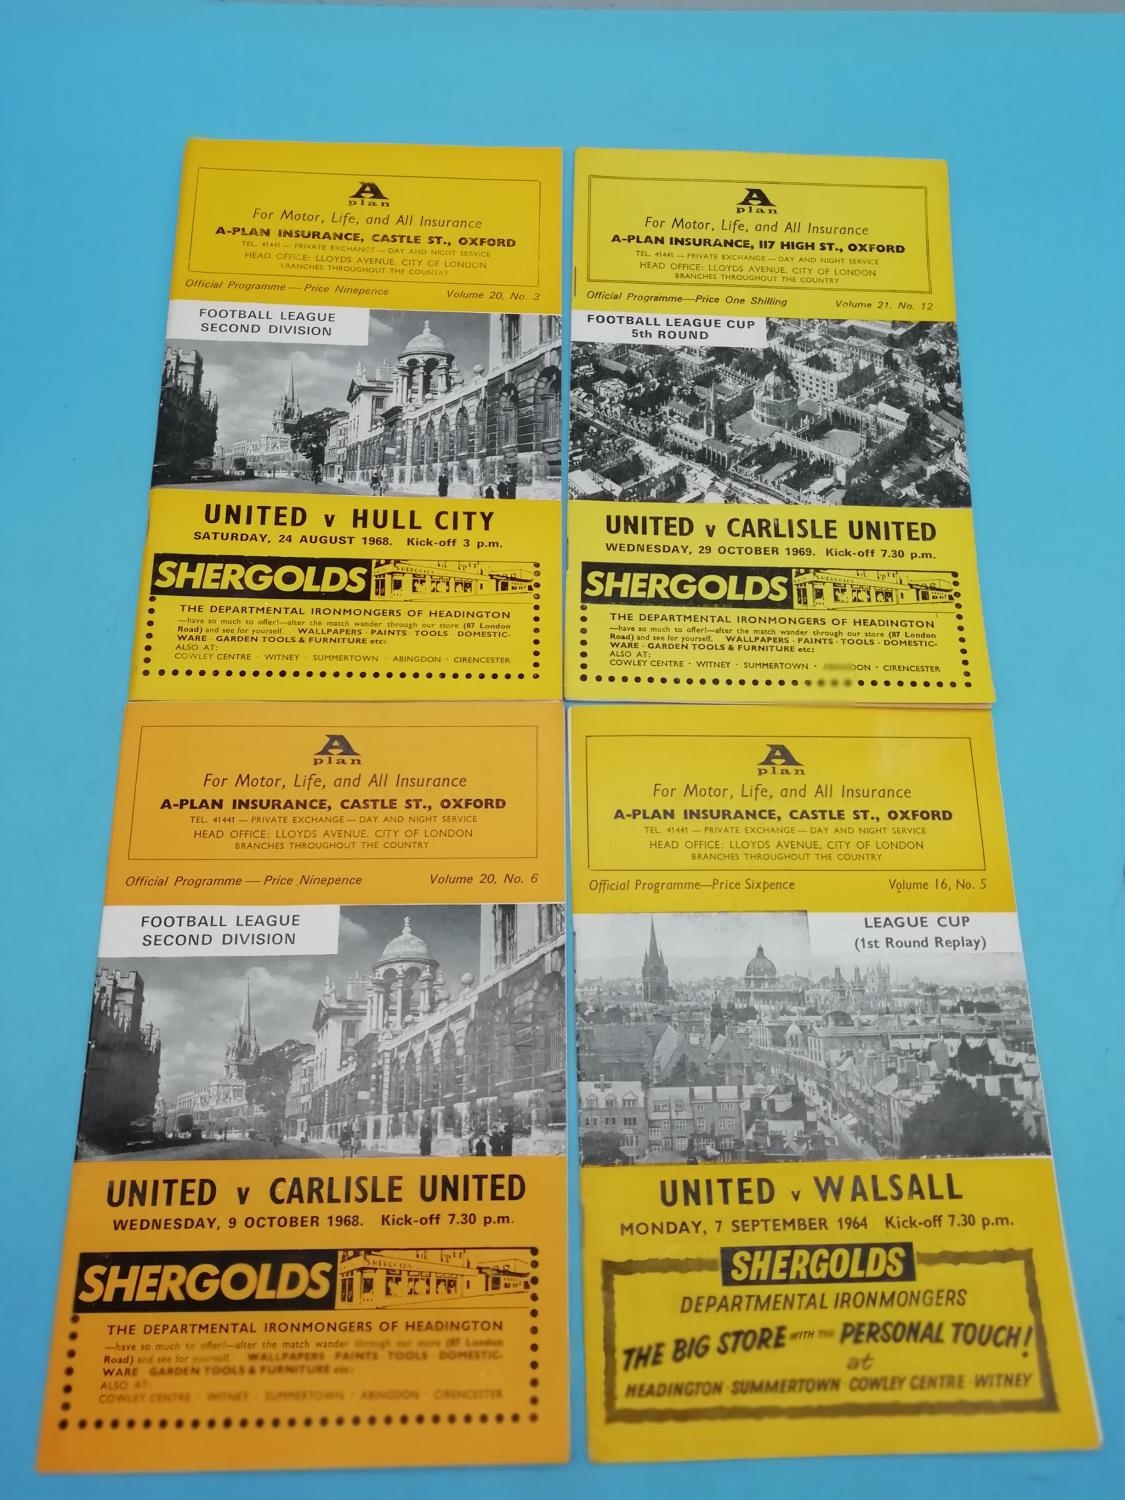 A
plan
For Motor, Life, and All Insurance
A-PLAN INSURANCE, CASTLE ST., OXFORD
TEL. 41441 — PRIVATE EXCHANGE — DAY AND NIGHT SERVICE
HEAD OFFICE: LLOYDS AVENUE, CITY OF LONDON
BRANCHES THROUGHOUT THE COUNTRY
Official Programme — Price Ninepence
Volume 20, No. 3
FOOTBALL LEAGUE
SECOND DIVISION
UNITED v HULL CITY
SATURDAY, 24 AUGUST 1968. Kick-off 3 p.m.
SHERGOLDS
SHERGOLDS
THE DEPARTMENTAL IRONMONGERS OF HEADINGTON
—have so much to offer!—after the match wander through our store (87 London
Road) and see for yourself. WALLPAPERS · PAINTS · TOOLS · DOMESTIC-
WARE · GARDEN TOOLS & FURNITURE etc:
ALSO AT:
COWLEY CENTRE · WITNEY · SUMMERTOWN · ABINGDON · CIRENCESTER
A
plan
For Motor, Life, and All Insurance
A-PLAN INSURANCE, 117 HIGH ST., OXFORD
TEL. 41441 — PRIVATE EXCHANGE — DAY AND NIGHT SERVICE
HEAD OFFICE: LLOYDS AVENUE, CITY OF LONDON
BRANCHES THROUGHOUT THE COUNTRY
Official Programme—Price One Shilling
Volume 21, No. 12
FOOTBALL LEAGUE CUP
5th ROUND
UNITED v CARLISLE UNITED
WEDNESDAY, 29 OCTOBER 1969. Kick-off 7.30 p.m.
SHERGOLDS
SHERGOLDS
THE DEPARTMENTAL IRONMONGERS OF HEADINGTON
—have so much to offer!—after the match wander through our store (87 London
Road) and see for yourself. WALLPAPERS · PAINTS · TOOLS · DOMESTIC-
WARE · GARDEN TOOLS & FURNITURE etc:
ALSO AT:
COWLEY CENTRE · WITNEY · SUMMERTOWN · ABINGDON · CIRENCESTER
A
plan
For Motor, Life, and All Insurance
A-PLAN INSURANCE, CASTLE ST., OXFORD
TEL. 41441 — PRIVATE EXCHANGE — DAY AND NIGHT SERVICE
HEAD OFFICE: LLOYDS AVENUE, CITY OF LONDON
BRANCHES THROUGHOUT THE COUNTRY
Official Programme — Price Ninepence
Volume 20, No. 6
FOOTBALL LEAGUE
SECOND DIVISION
UNITED v CARLISLE UNITED
WEDNESDAY, 9 OCTOBER 1968. Kick-off 7.30 p.m.
SHERGOLDS
SHERGOLDS
THE DEPARTMENTAL IRONMONGERS OF HEADINGTON
—have so much to offer!—after the match wander through our store (87 London
Road) and see for yourself. WALLPAPERS · PAINTS · TOOLS · DOMESTIC-
WARE · GARDEN TOOLS & FURNITURE etc:
ALSO AT:
COWLEY CENTRE · WITNEY · SUMMERTOWN · ABINGDON · CIRENCESTER
A
plan
For Motor, Life, and All Insurance
A-PLAN INSURANCE, CASTLE ST., OXFORD
TEL. 41441 — PRIVATE EXCHANGE — DAY AND NIGHT SERVICE
HEAD OFFICE: LLOYDS AVENUE, CITY OF LONDON
BRANCHES THROUGHOUT THE COUNTRY
Official Programme—Price Sixpence
Volume 16, No. 5
LEAGUE CUP
(1st Round Replay)
UNITED v WALSALL
MONDAY, 7 SEPTEMBER 1964 Kick-off 7.30 p.m.
SHERGOLDS
DEPARTMENTAL IRONMONGERS
THE BIG STORE WITH THE PERSONAL TOUCH!
at
HEADINGTON · SUMMERTOWN · COWLEY CENTRE · WITNEY